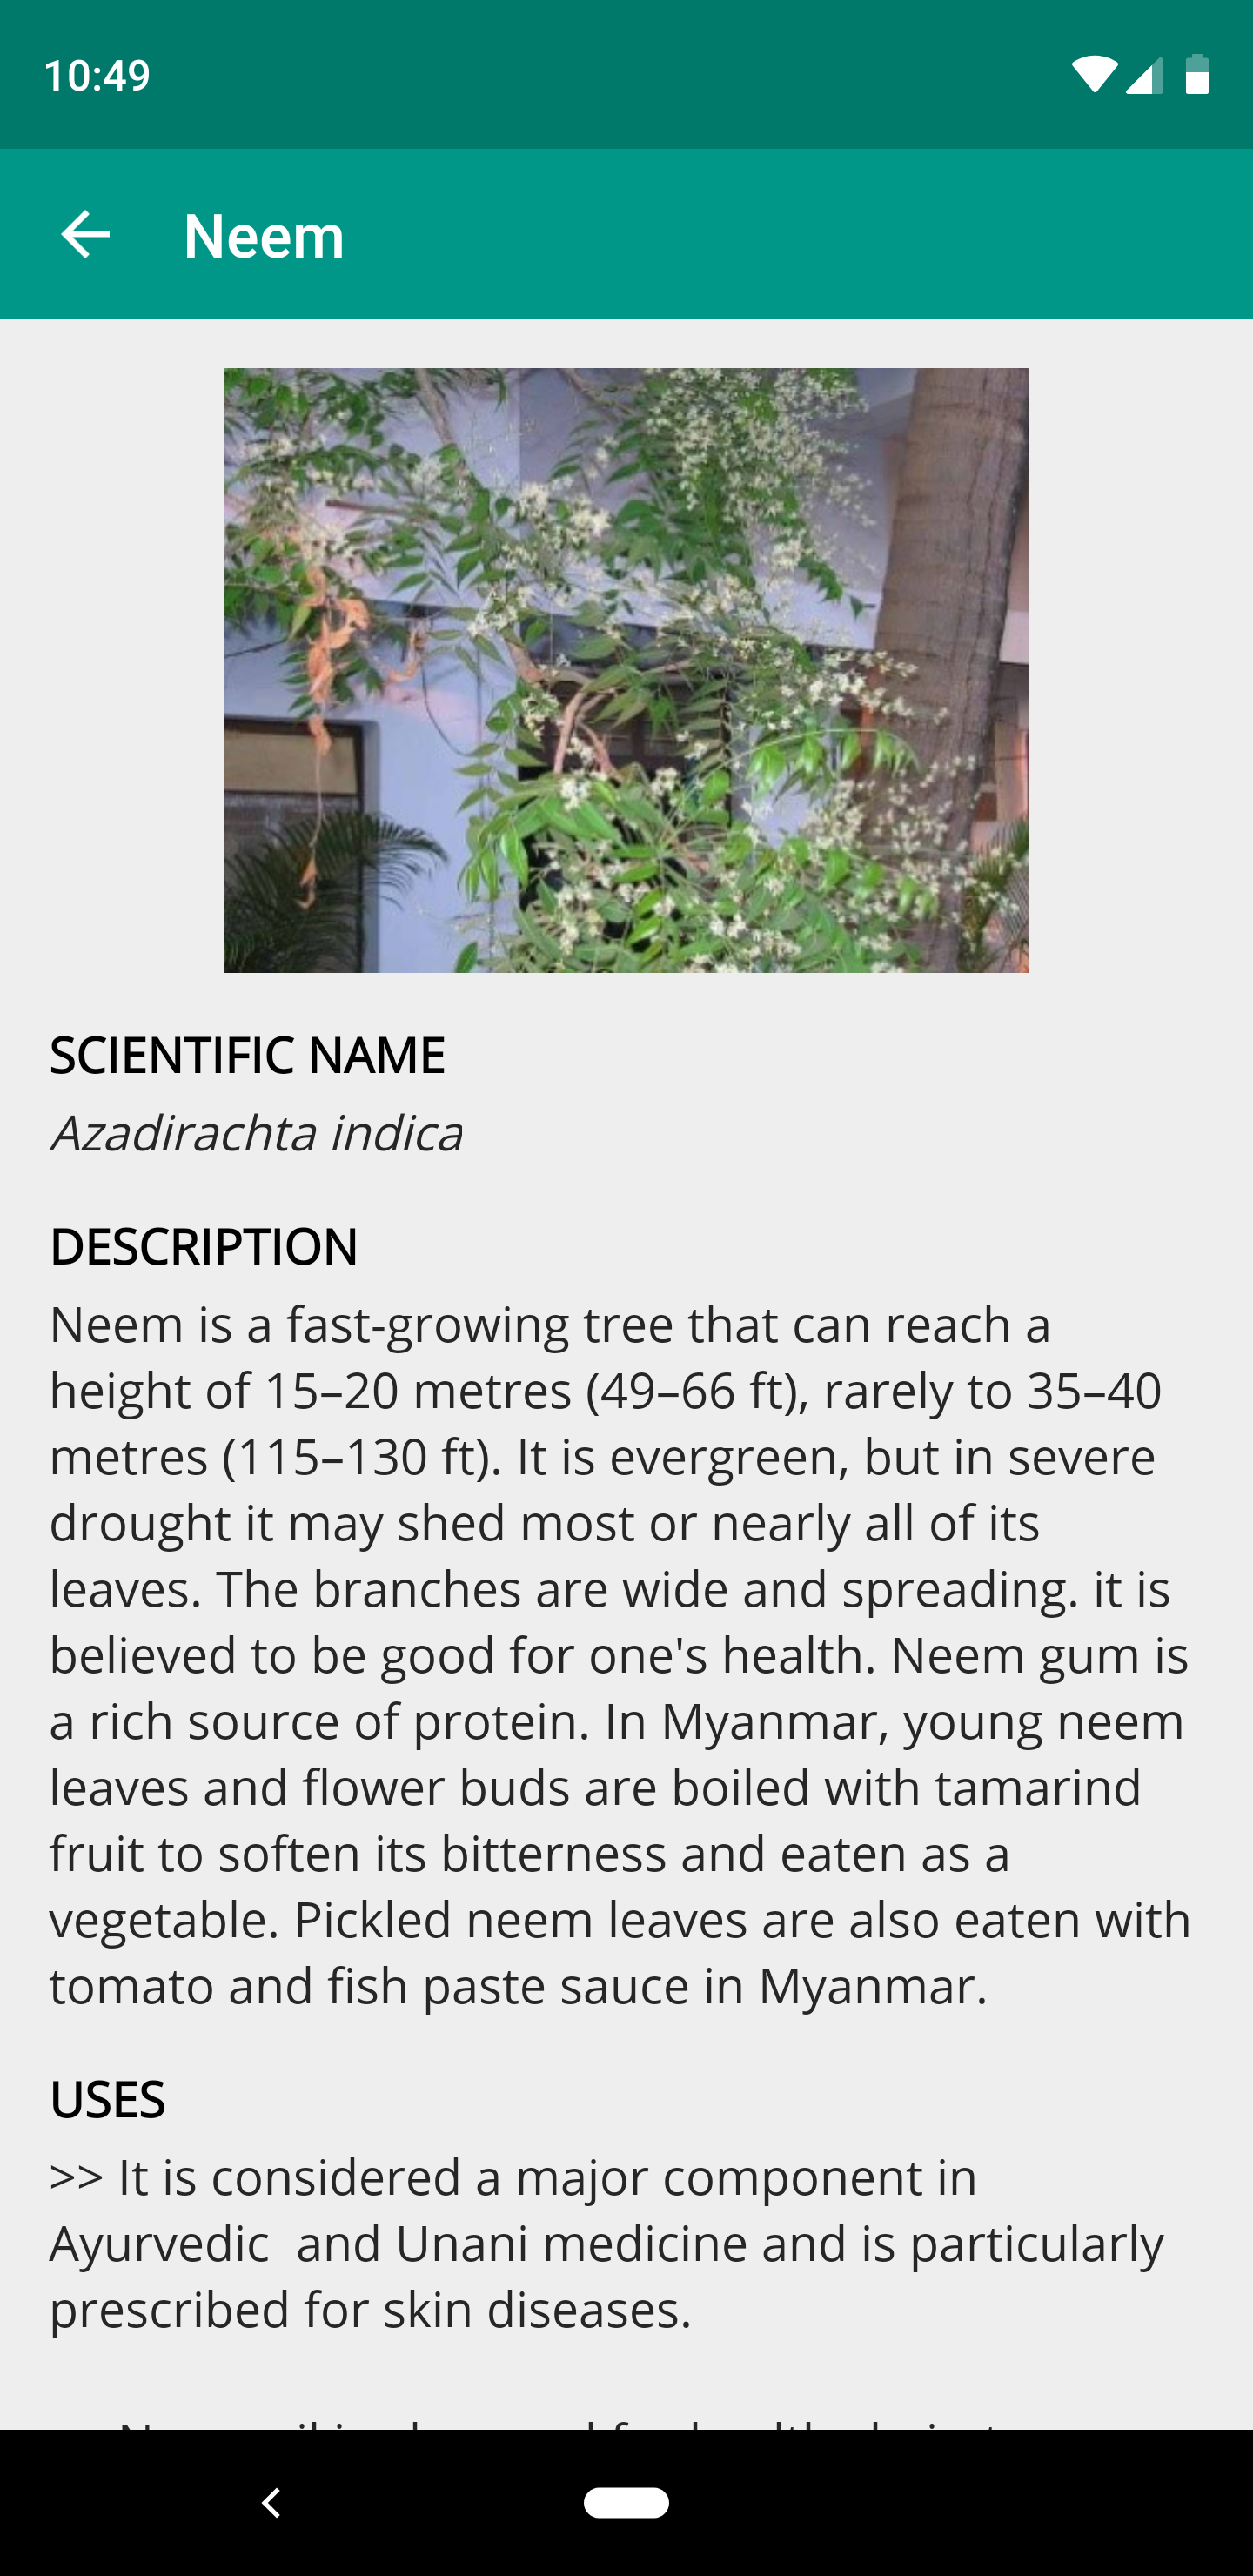 10:49
Neem
SCIENTIFIC NAME
Azadirachta indica
DESCRIPTION
Neem is a fast-growing tree that can reach a
height of 15–20 metres (49–66 ft), rarely to 35–40
metres (115–130 ft). It is evergreen, but in severe
drought it may shed most or nearly all of its
leaves. The branches are wide and spreading. it is
believed to be good for one's health. Neem gum is
a rich source of protein. In Myanmar, young neem
leaves and flower buds are boiled with tamarind
fruit to soften its bitterness and eaten as a
vegetable. Pickled neem leaves are also eaten with
tomato and fish paste sauce in Myanmar.
USES
>> It is considered a major component in
Ayurvedic  and Unani medicine and is particularly
prescribed for skin diseases.